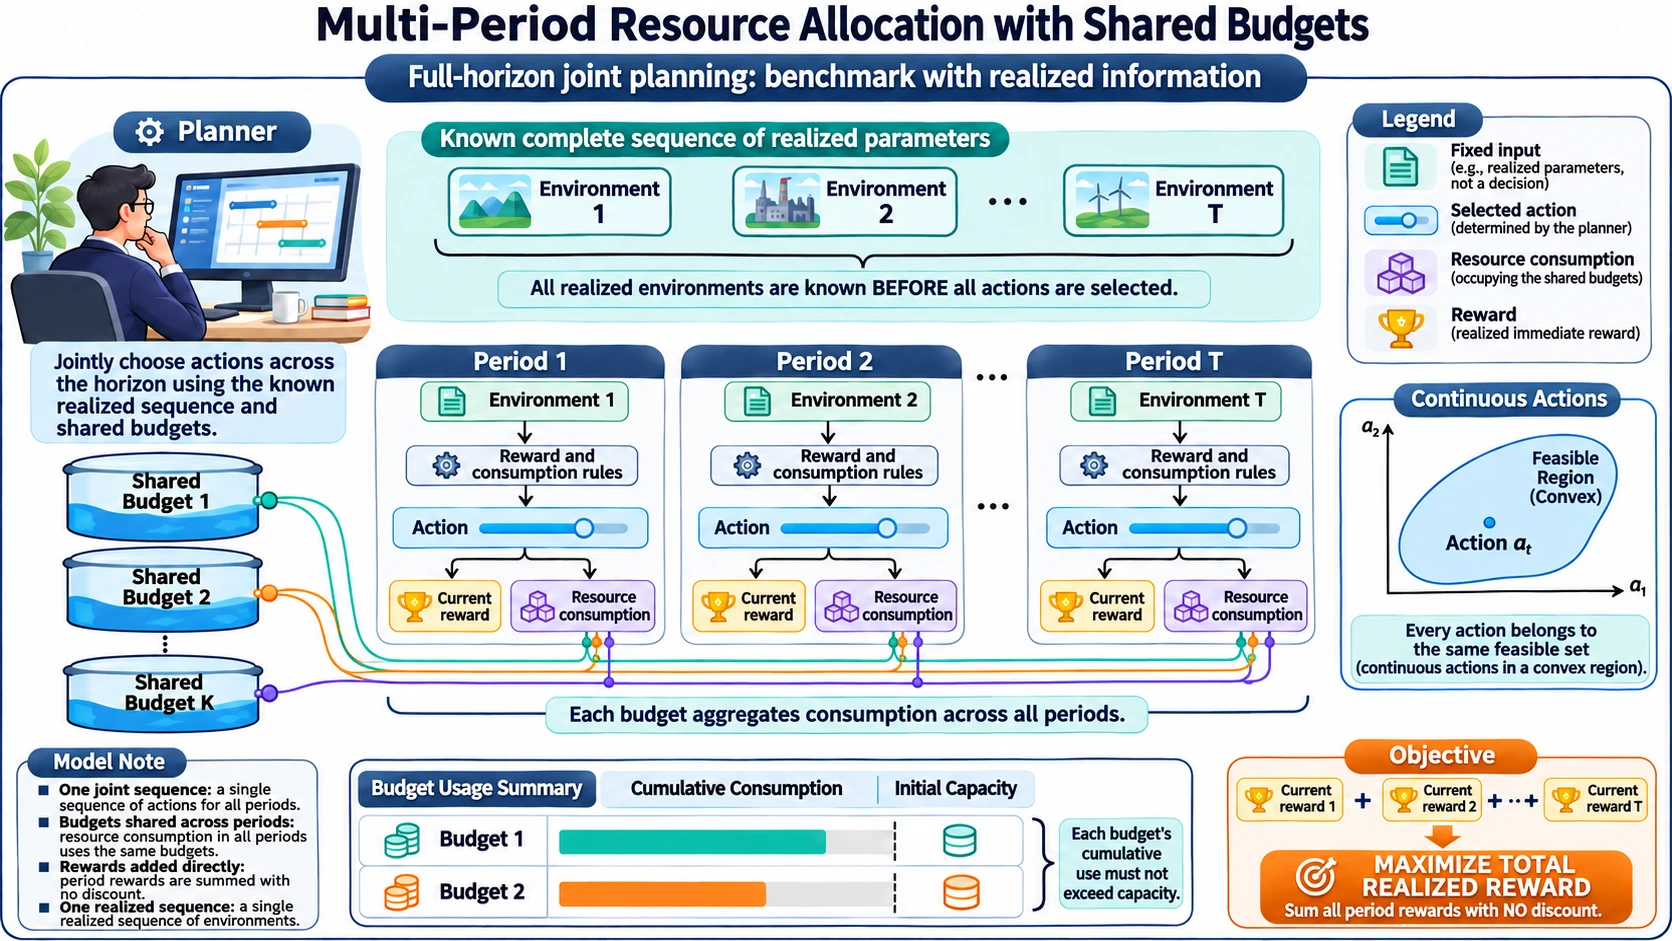 Multi-Period Resource Allocation with Shared Budgets
Full-horizon joint planning: benchmark with realized information
Planner
Jointly choose actions across
the horizon using the known
realized sequence and
shared budgets.
Known complete sequence of realized parameters
Environment
1
Environment
2
...
Environment
T
All realized environments are known BEFORE all actions are selected.
Legend
Fixed input
(e.g., realized parameters,
not a decision)
Selected action
(determined by the planner)
Resource consumption
(occupying the shared budgets)
Reward
(realized immediate reward)
Shared
Budget 1
Shared
Budget 2
⋮
Shared
Budget K
Period 1
Environment 1
Reward and
consumption rules
Action
Current
reward
Resource
consumption
Period 2
Environment 2
Reward and
consumption rules
Action
Current
reward
Resource
consumption
...
...
Period T
Environment T
Reward and
consumption rules
Action
Current
reward
Resource
consumption
Each budget aggregates consumption across all periods.
Continuous Actions
a₂
Feasible
Region
(Convex)
Action aₜ
a₁
Every action belongs to
the same feasible set
(continuous actions in a convex region).
Model Note
■ One joint sequence: a single
sequence of actions for all periods.
■ Budgets shared across periods:
resource consumption in all periods
uses the same budgets.
■ Rewards added directly:
period rewards are summed with
no discount.
■ One realized sequence: a single
realized sequence of environments.
Budget Usage Summary
Cumulative Consumption
Initial Capacity
Budget 1
Budget 2
Each budget's
cumulative
use must not
exceed capacity.
Objective
Current
reward 1
+
Current
reward 2
+ ··· +
Current
reward T
MAXIMIZE TOTAL
REALIZED REWARD
Sum all period rewards with NO discount.